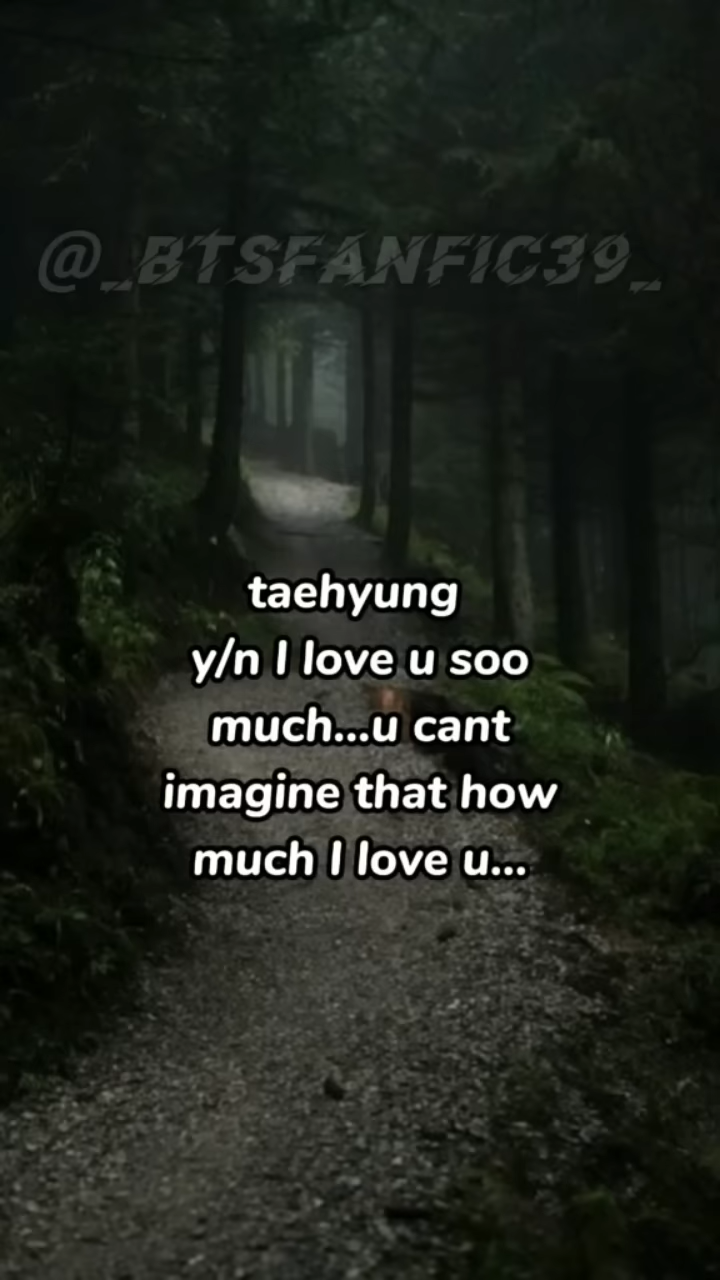 @_BTSFANFIC39_
taehyung
y/n I love u soo
much...u cant
imagine that how
much I love u...